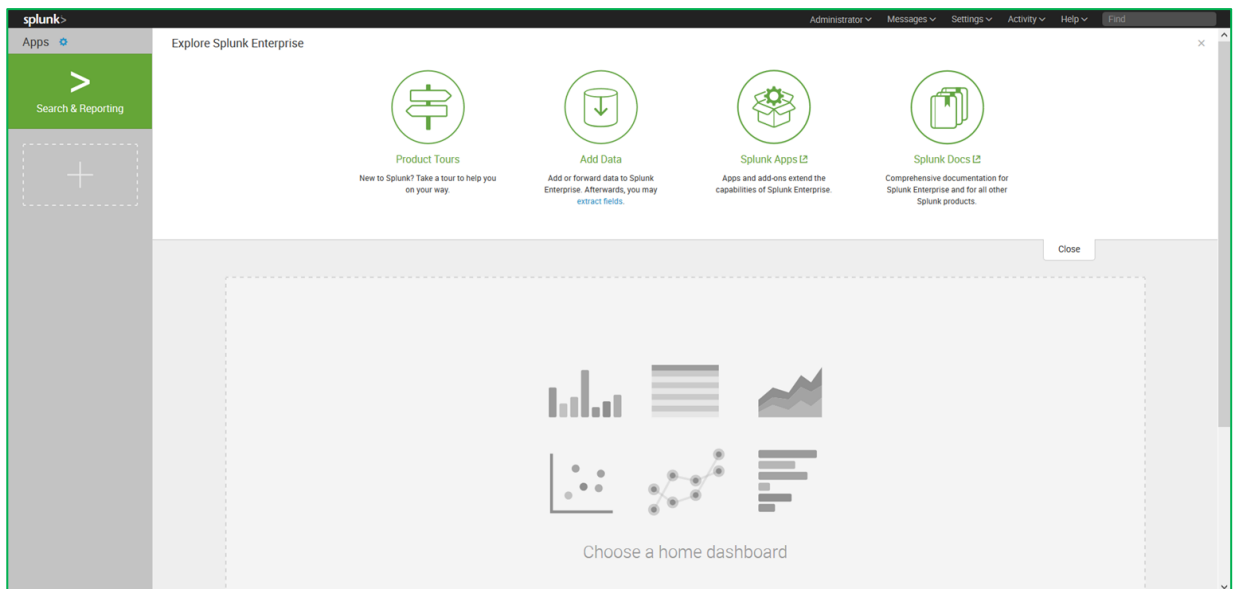 splunk>
Administrator Messages Settings Activity Help Find
Apps
Explore Splunk Enterprise
Search & Reporting
Product Tours
New to Splunk? Take a tour to help you
on your way.
Add Data
Add or forward data to Splunk
Enterprise. Afterwards, you may
extract fields.
Splunk Apps
Apps and add-ons extend the
capabilities of Splunk Enterprise.
Splunk Docs
Comprehensive documentation for
Splunk Enterprise and for all other
Splunk products.
Close
Choose a home dashboard